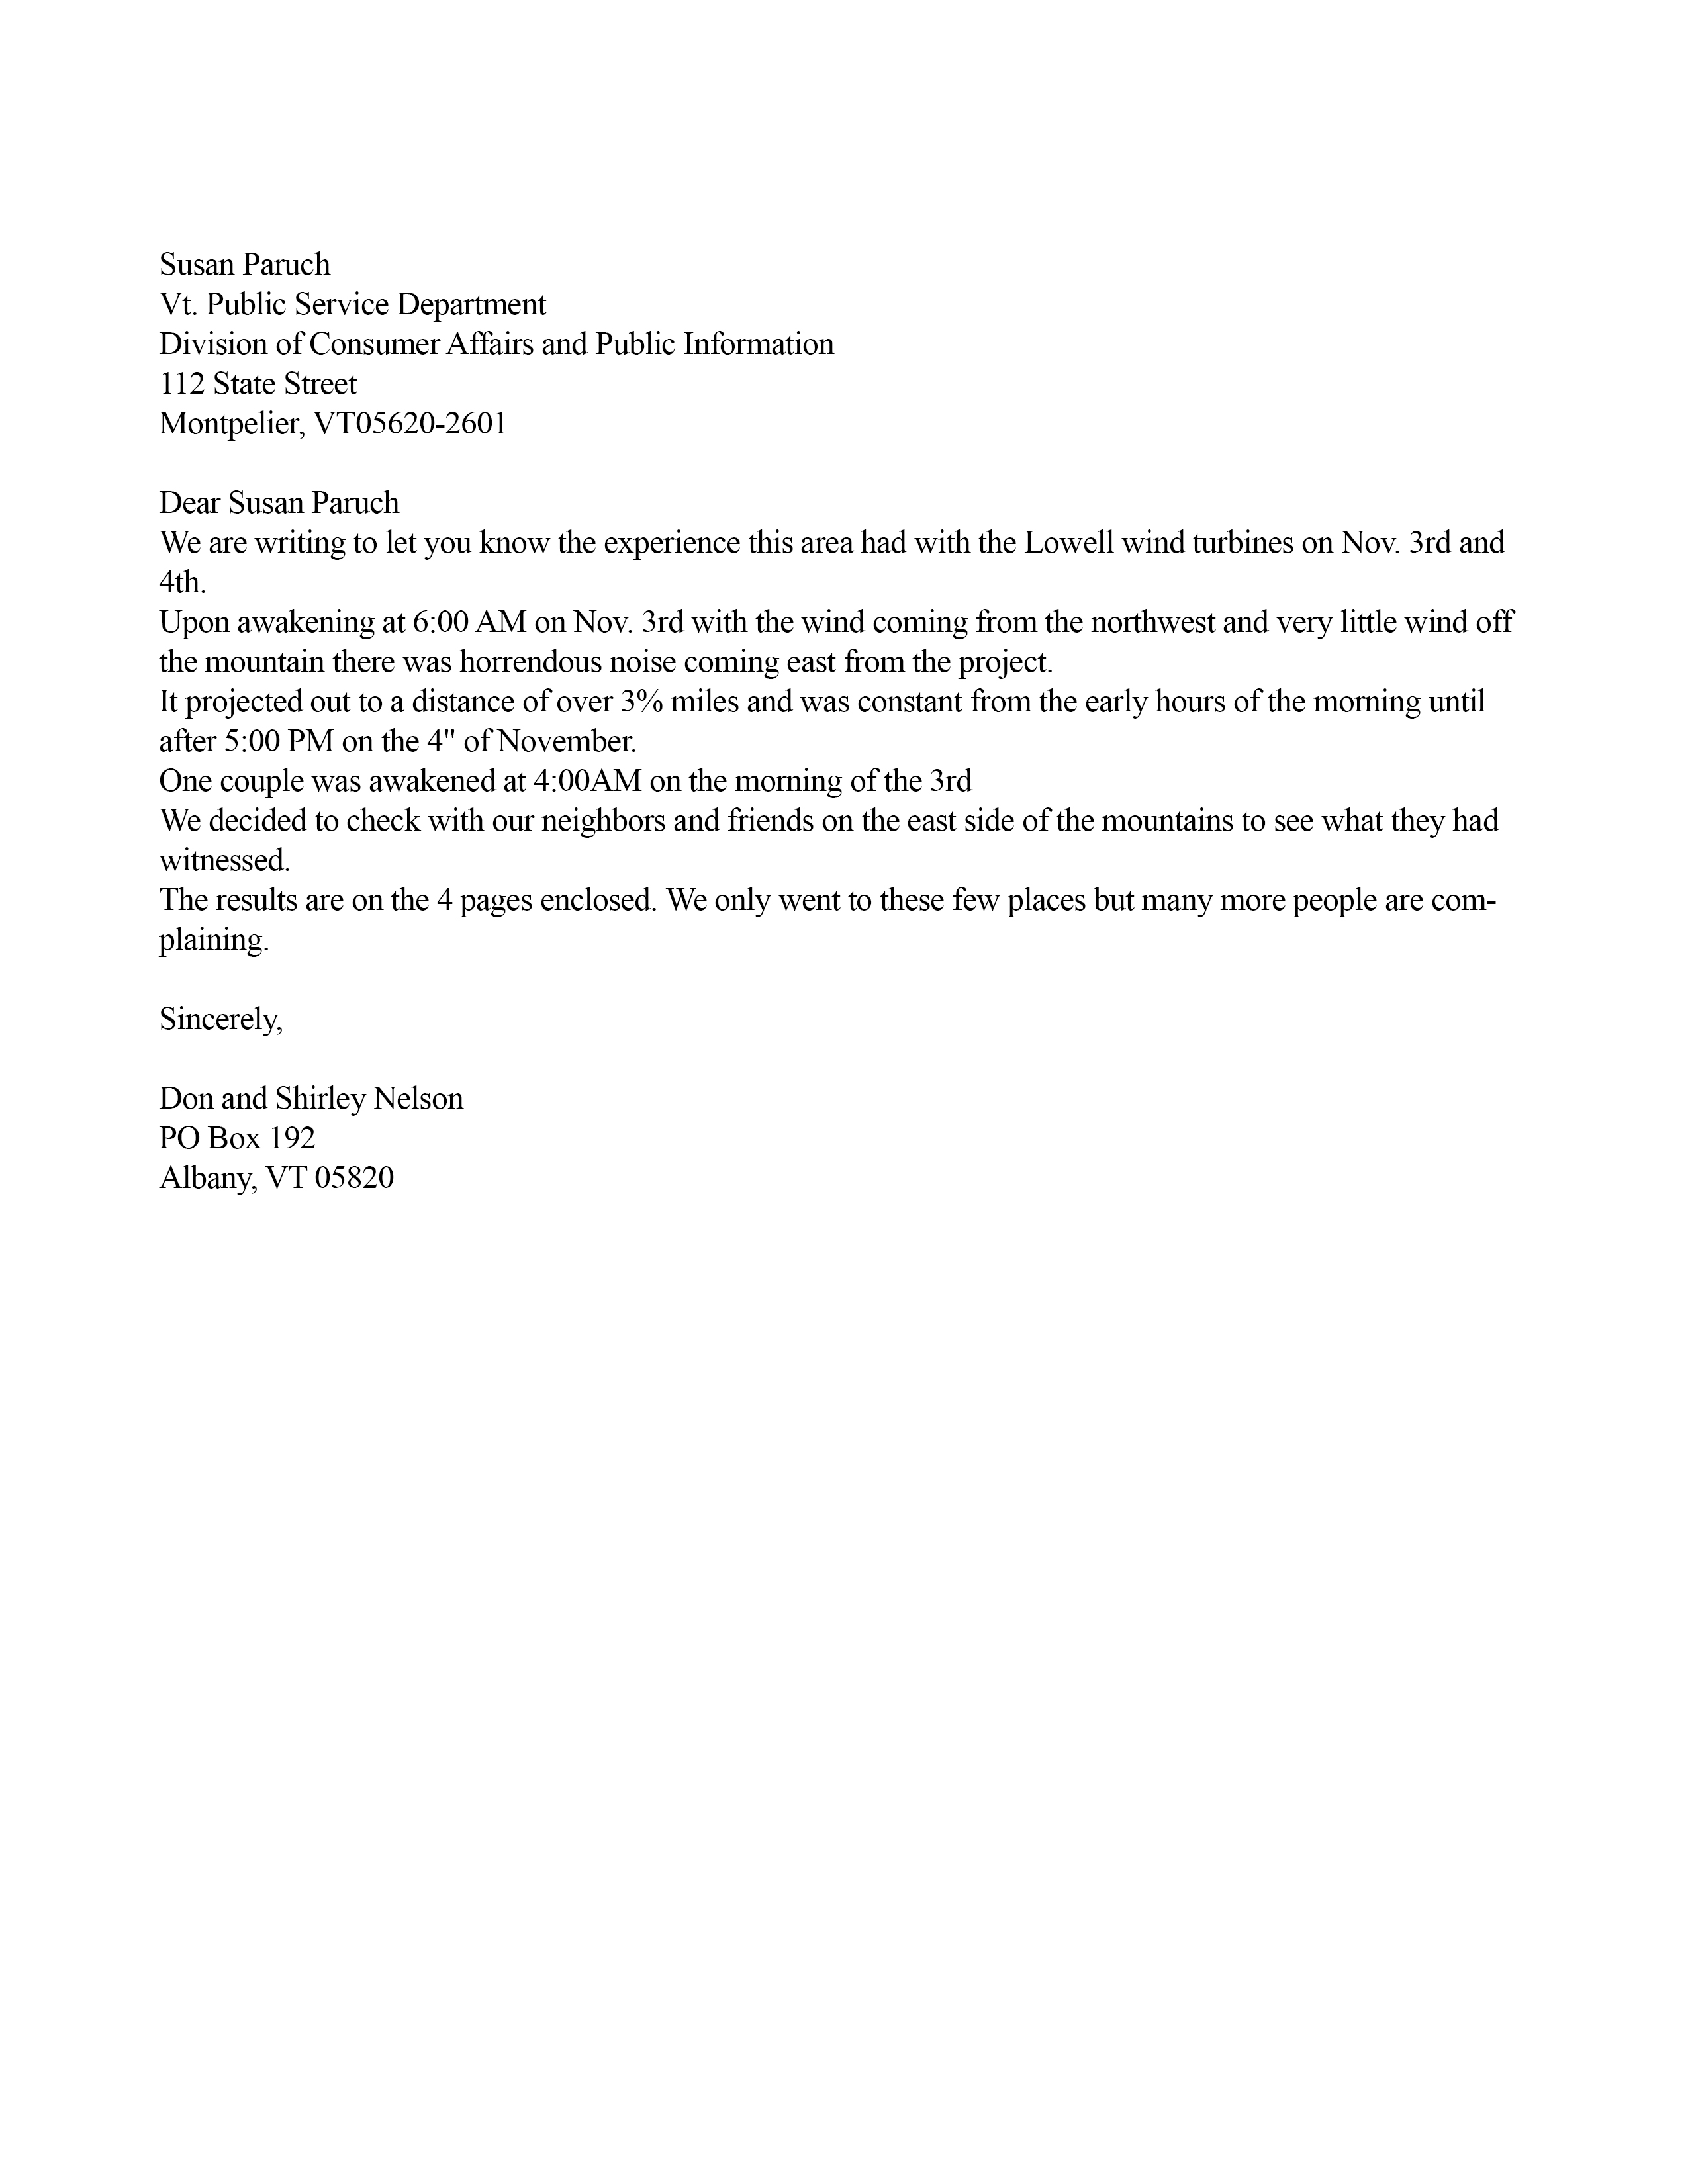 Susan Paruch
Vt. Public Service Department
Division of Consumer Affairs and Public Information
112 State Street
Montpelier, VT05620-2601
Dear Susan Paruch
We are writing to let you know the experience this area had with the Lowell wind turbines on Nov. 3rd and
4th.
Upon awakening at 6:00 AM on Nov. 3rd with the wind coming from the northwest and very little wind off
the mountain there was horrendous noise coming east from the project.
It projected out to a distance of over 3% miles and was constant from the early hours of the morning until
after 5:00 PM on the 4" of November.
One couple was awakened at 4:00AM on the morning of the 3rd
We decided to check with our neighbors and friends on the east side of the mountains to see what they had
witnessed.
The results are on the 4 pages enclosed. We only went to these few places but many more people are com-
plaining.
Sincerely,
Don and Shirley Nelson
PO Box 192
Albany, VT 05820